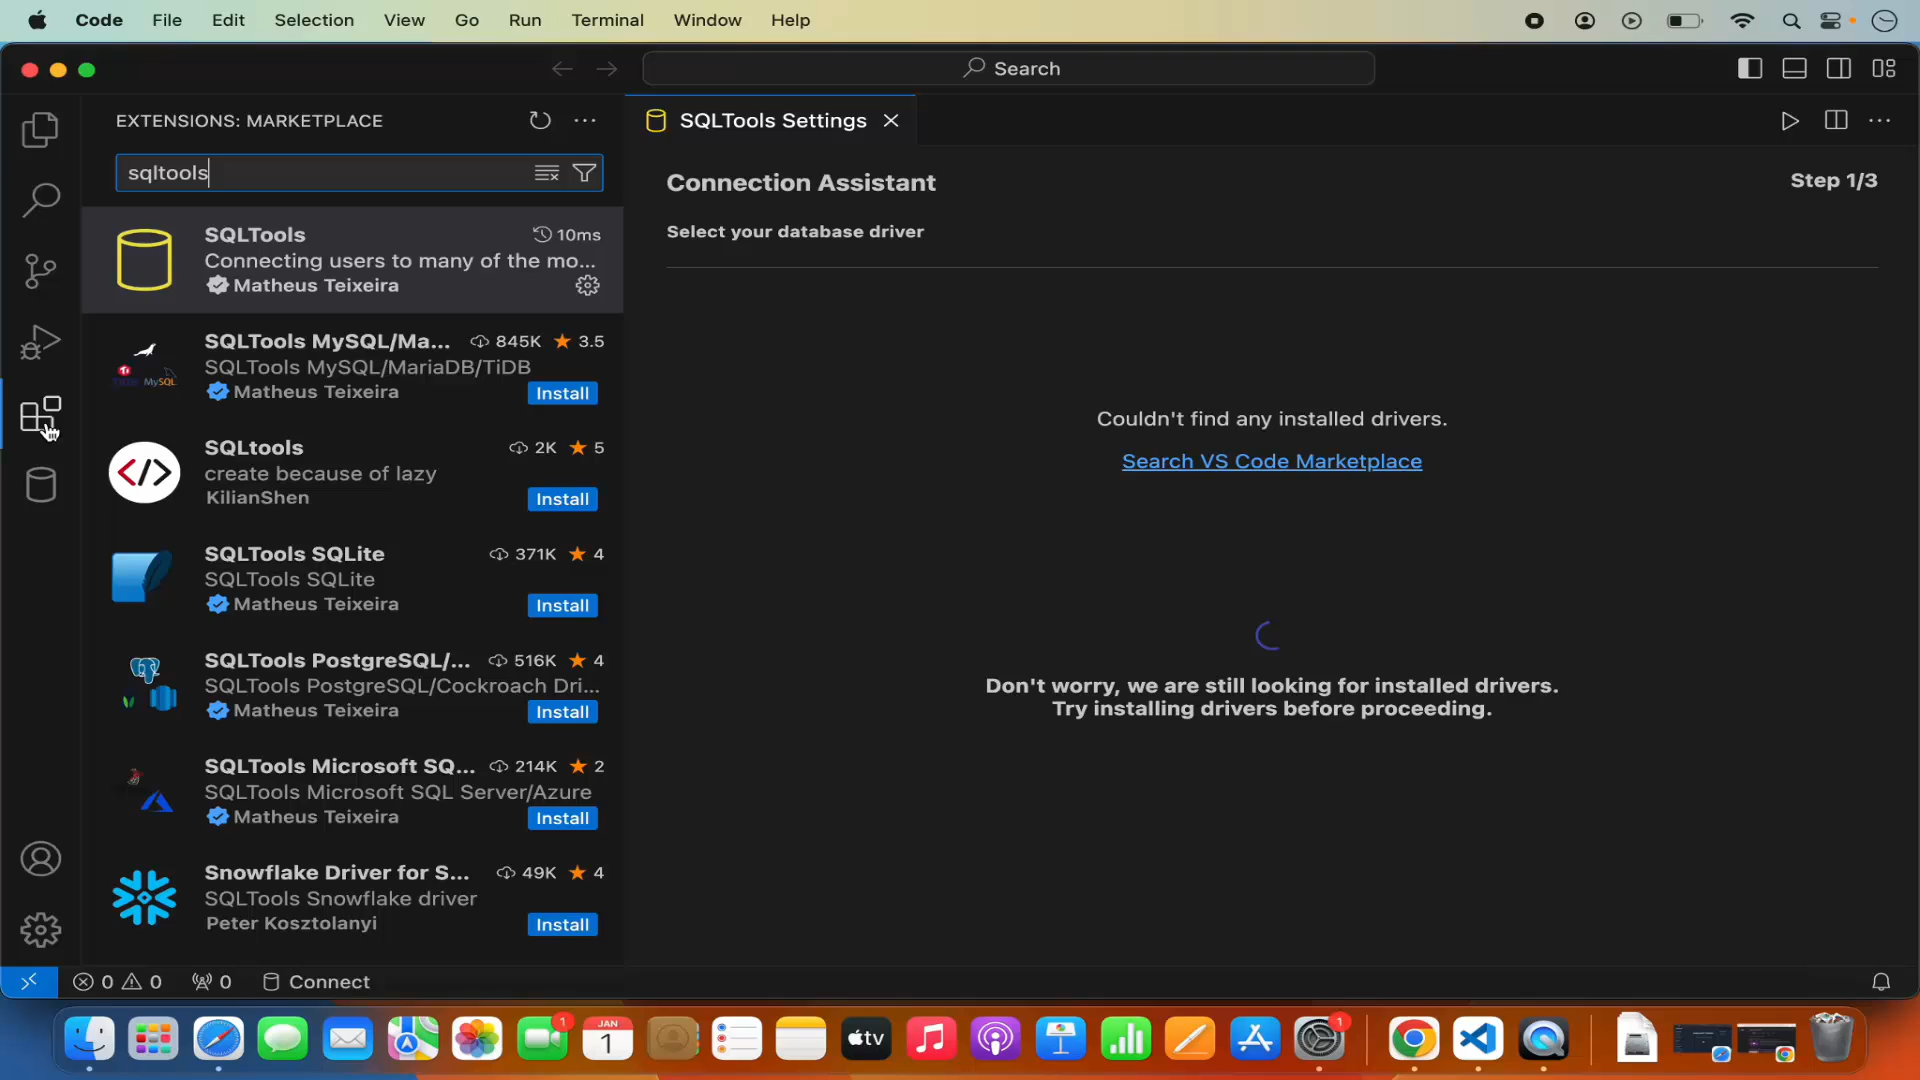 Code File Edit Selection View Go Run Terminal Window Help
Search
EXTENSIONS: MARKETPLACE
sqltools
SQLTools 10ms
Connecting users to many of the mo...
Matheus Teixeira
SQLTools MySQL/Ma... 845K 3.5
SQLTools MySQL/MariaDB/TiDB
Matheus Teixeira Install
MySQL
SQLtools 2K 5
create because of lazy
KilianShen Install
SQLTools SQLite 371K 4
SQLTools SQLite
Matheus Teixeira Install
SQLTools PostgreSQL/... 516K 4
SQLTools PostgreSQL/Cockroach Dri...
Matheus Teixeira Install
SQLTools Microsoft SQ... 214K 2
SQLTools Microsoft SQL Server/Azure
Matheus Teixeira Install
Snowflake Driver for S... 49K 4
SQLTools Snowflake driver
Peter Kosztolanyi Install
SQLTools Settings
Connection Assistant
Step 1/3
Select your database driver
Couldn't find any installed drivers.
Search VS Code Marketplace
Don't worry, we are still looking for installed drivers.
Try installing drivers before proceeding.
0 0 0 Connect
1
JAN
1
tv
1